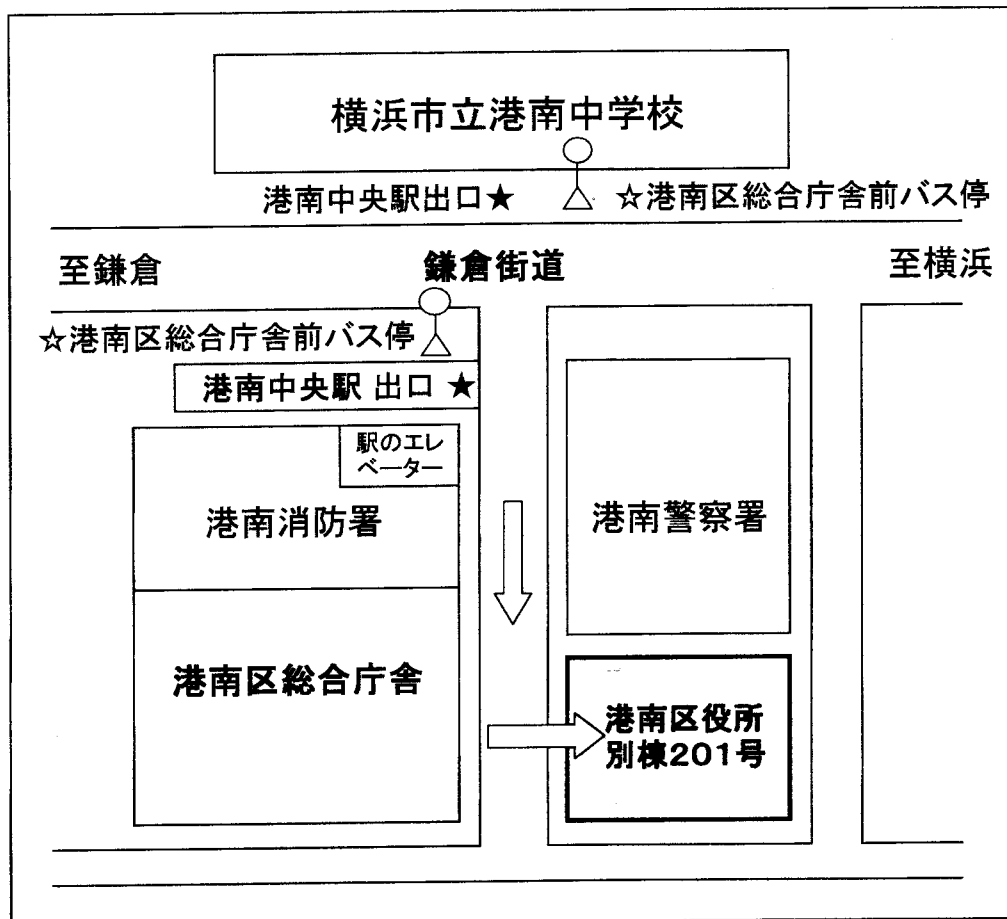 横浜市立港南中学校
港南中央駅出口★
☆港南区総合庁舎前バス停
至鎌倉
鎌倉街道
至横浜
☆港南区総合庁舎前バス停
港南中央駅 出口 ★
駅のエレ
ベーター
港南消防署
港南警察署
港南区総合庁舎
港南区役所
別棟201号